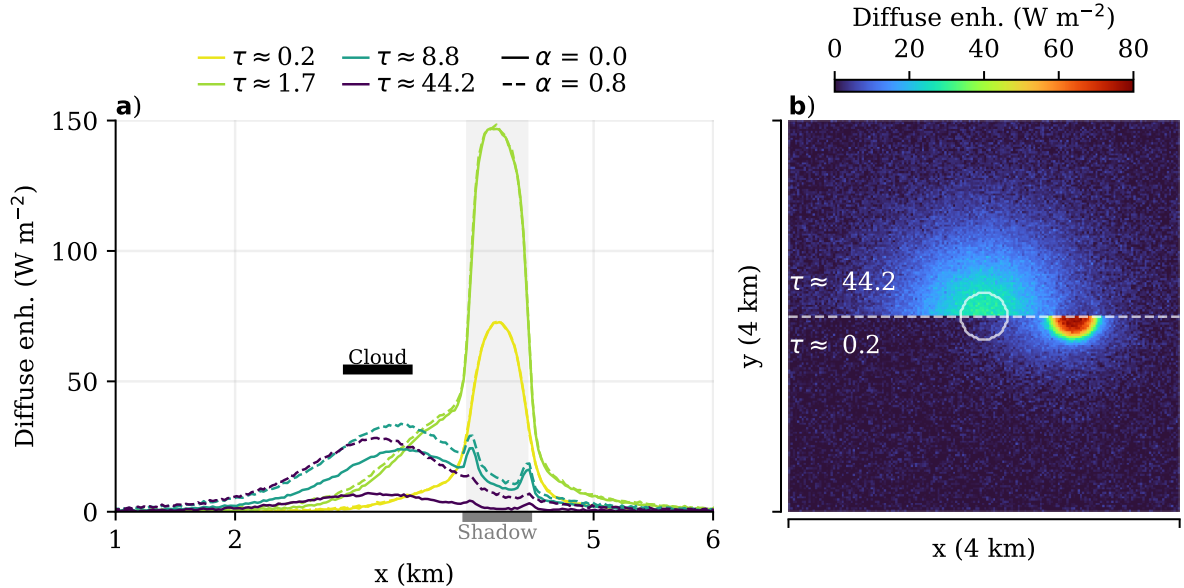 Diffuse enh. (W m⁻²)
0 20 40 60 80
τ ≈ 0.2 τ ≈ 8.8 α = 0.0
τ ≈ 1.7 τ ≈ 44.2 α = 0.8
a)
b)
150
100
50
0
Diffuse enh. (W m⁻²)
Cloud
Shadow
1 2 5 6
x (km)
τ ≈ 44.2
τ ≈ 0.2
y (4 km)
x (4 km)